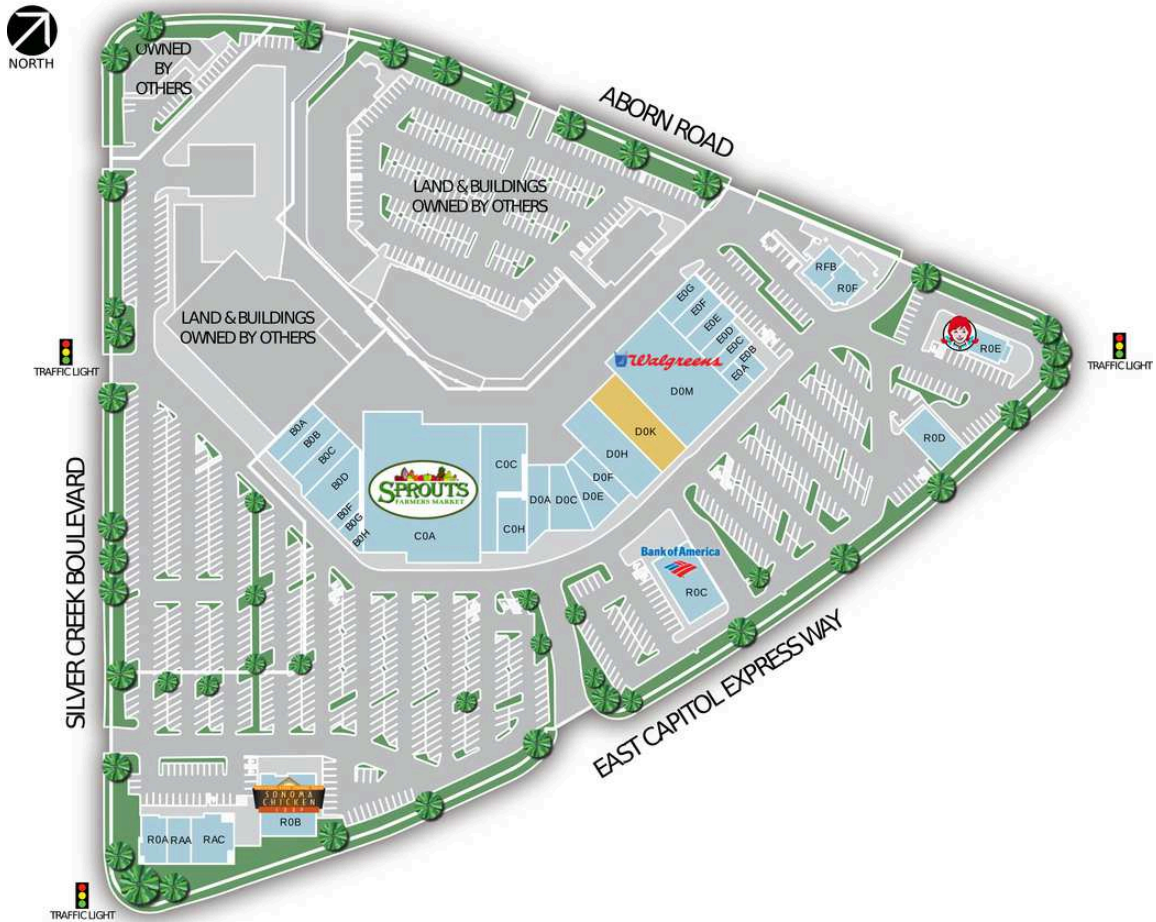 NORTH
OWNED
BY
OTHERS
ABORN ROAD
LAND & BUILDINGS
OWNED BY OTHERS
RFB
R0F
E0G
E0F
E0E
E0D
E0C
E0B
E0A
LAND & BUILDINGS
OWNED BY OTHERS
Walgreens
R0E
TRAFFIC LIGHT
TRAFFIC LIGHT
D0M
B0A
B0B
B0C
B0D
B0F
B0G
B0H
SPROUTS
FARMERS MARKET
C0A
C0C
C0H
D0A
D0C
D0E
D0F
D0H
D0K
R0D
Bank of America
R0C
SILVER CREEK BOULEVARD
EAST CAPITOL EXPRESS WAY
SONOMA
CHICKEN
COOP
R0B
R0A
RAA
RAC
TRAFFIC LIGHT